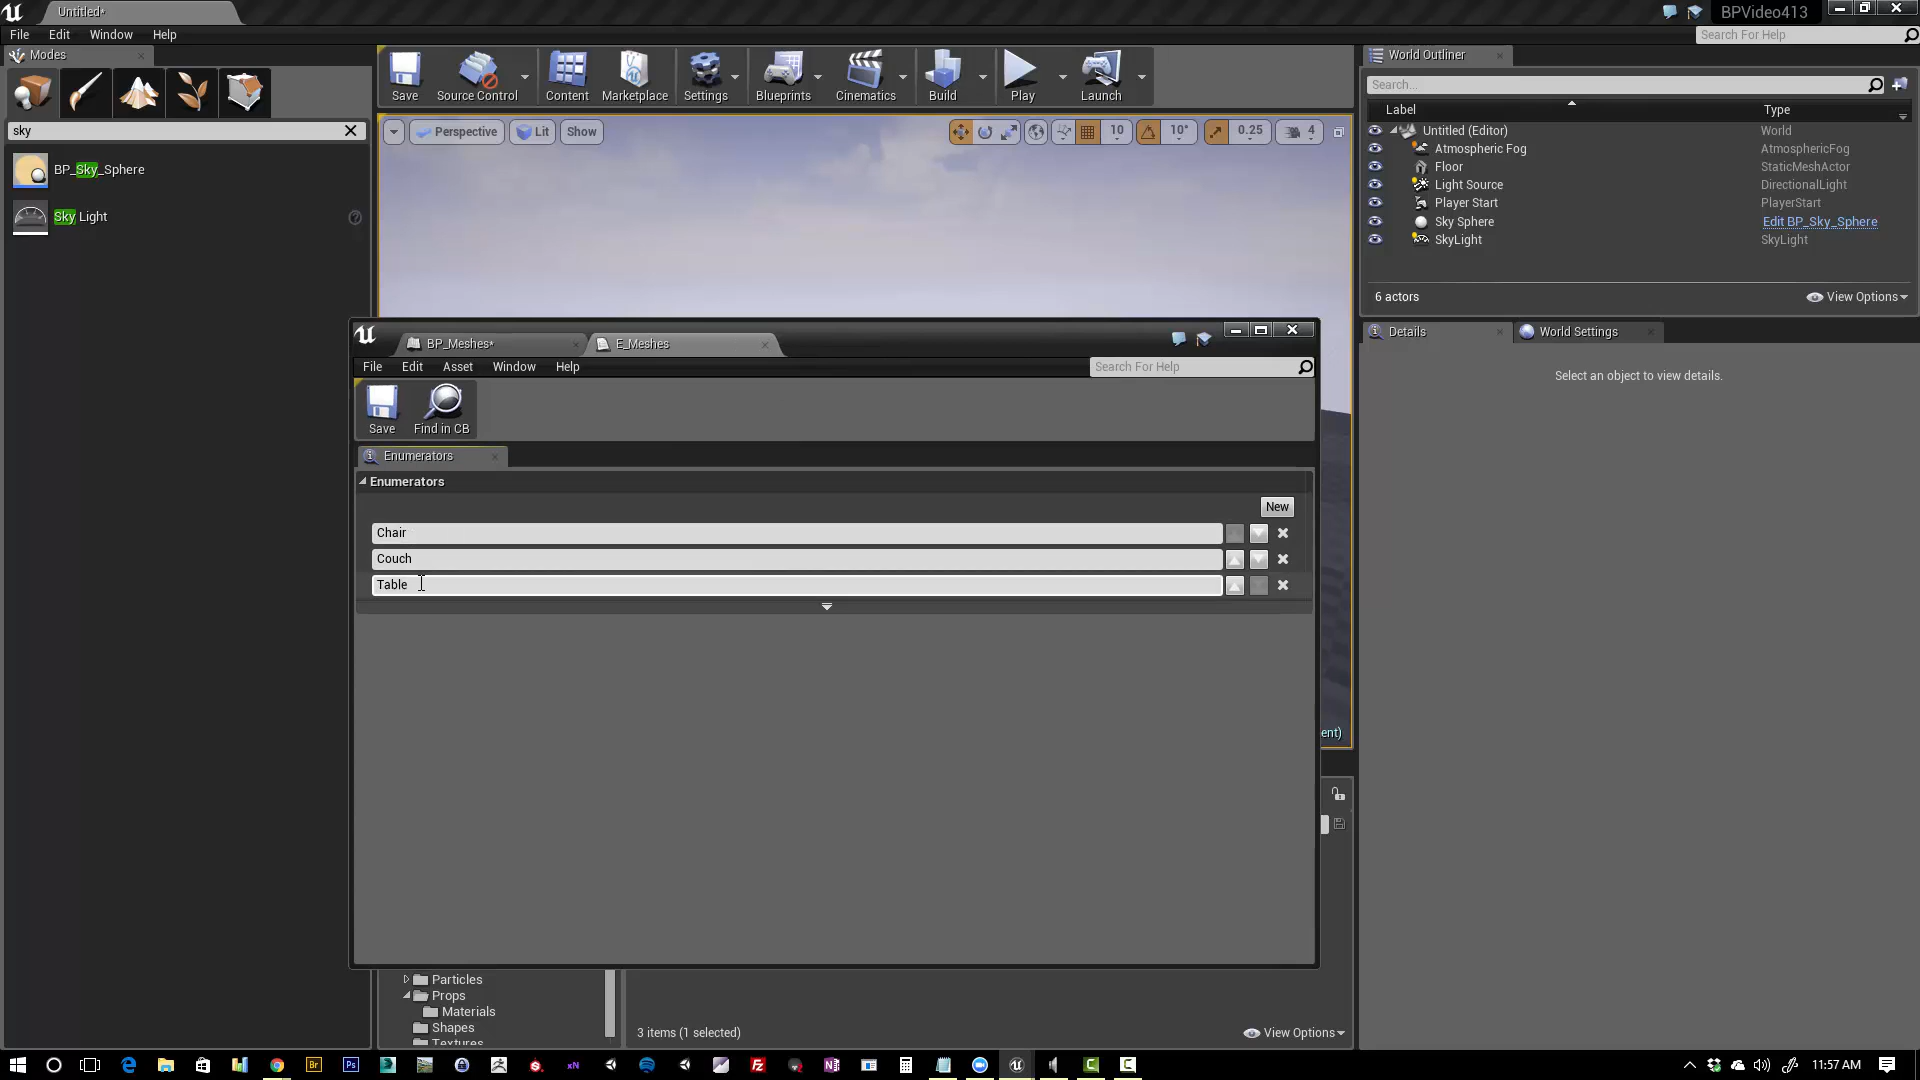 Untitled*
BPVideo413
File Edit Window Help
Search For Help
Modes
sky
BP_Sky_Sphere
Sky Light
Save
Source Control
Content
Marketplace
Settings
Blueprints
Cinematics
Build
Play
Launch
Perspective
Lit
Show
10
10°
0.25
4
World Outliner
Search...
Label Type
Untitled (Editor) World
Atmospheric Fog AtmosphericFog
Floor StaticMeshActor
Light Source DirectionalLight
Player Start PlayerStart
Sky Sphere Edit BP_Sky_Sphere
SkyLight SkyLight
6 actors
View Options
Details
World Settings
Select an object to view details.
BP_Meshes*
E_Meshes
File Edit Asset Window Help
Search For Help
Save
Find in CB
Enumerators
Enumerators
New
Chair
Couch
Table
ent)
Particles
Props
Materials
Shapes
Textures
3 items (1 selected)
View Options
11:57 AM